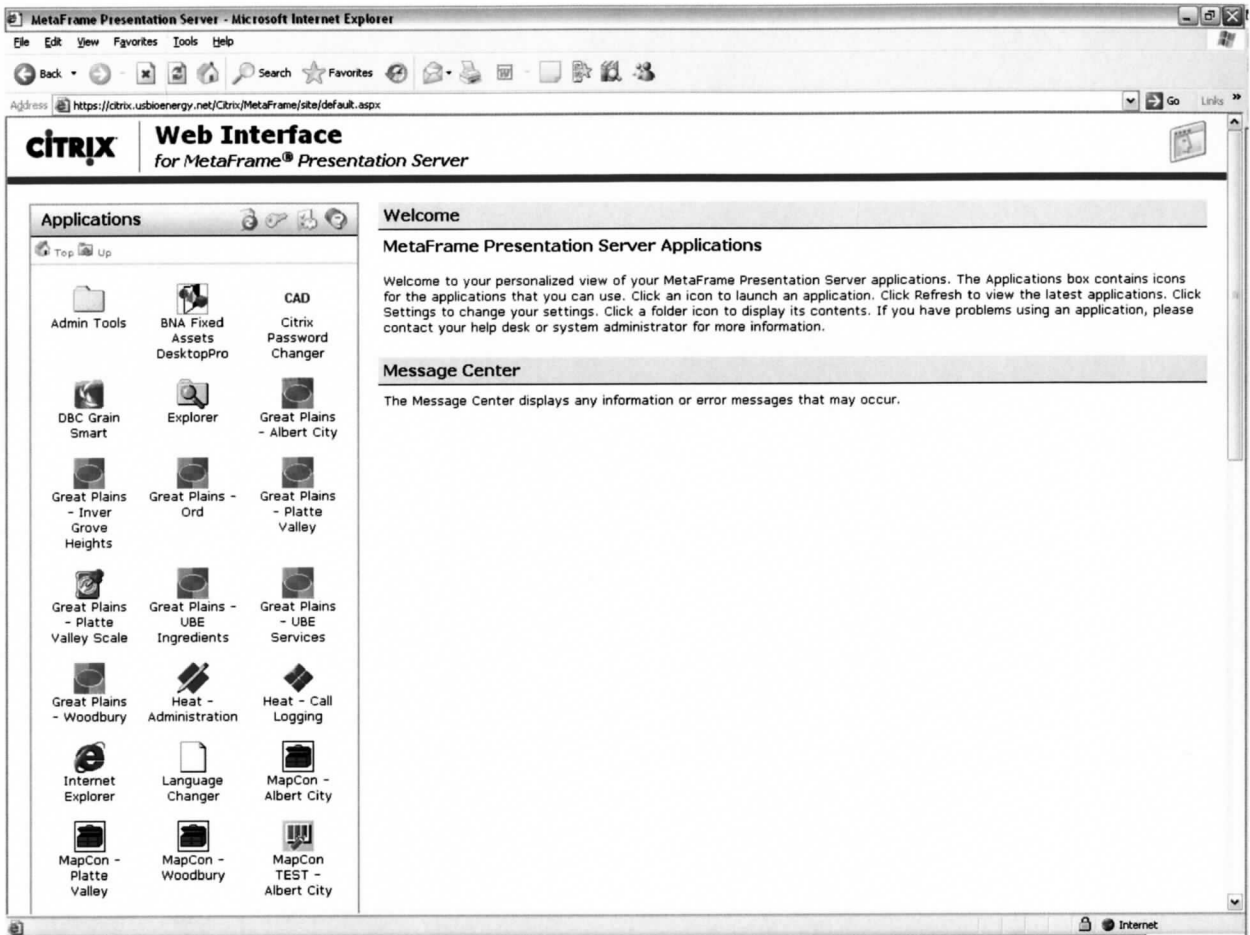 MetaFrame Presentation Server - Microsoft Internet Explorer
File Edit View Favorites Tools Help
Back Search Favorites
Address https://citrix.usbioenergy.net/Citrix/MetaFrame/site/default.aspx Go Links »
CITRIX Web Interface
for MetaFrame® Presentation Server
Applications
Top Up
Admin Tools
BNA Fixed
Assets
DesktopPro
CAD
Citrix
Password
Changer
DBC Grain
Smart
Explorer
Great Plains
- Albert City
Great Plains
- Inver
Grove
Heights
Great Plains -
Ord
Great Plains
- Platte
Valley
Great Plains
- Platte
Valley Scale
Great Plains -
UBE
Ingredients
Great Plains
- UBE
Services
Great Plains
- Woodbury
Heat -
Administration
Heat - Call
Logging
Internet
Explorer
Language
Changer
MapCon -
Albert City
MapCon -
Platte
Valley
MapCon -
Woodbury
MapCon
TEST -
Albert City
Welcome
MetaFrame Presentation Server Applications
Welcome to your personalized view of your MetaFrame Presentation Server applications. The Applications box contains icons
for the applications that you can use. Click an icon to launch an application. Click Refresh to view the latest applications. Click
Settings to change your settings. Click a folder icon to display its contents. If you have problems using an application, please
contact your help desk or system administrator for more information.
Message Center
The Message Center displays any information or error messages that may occur.
Internet